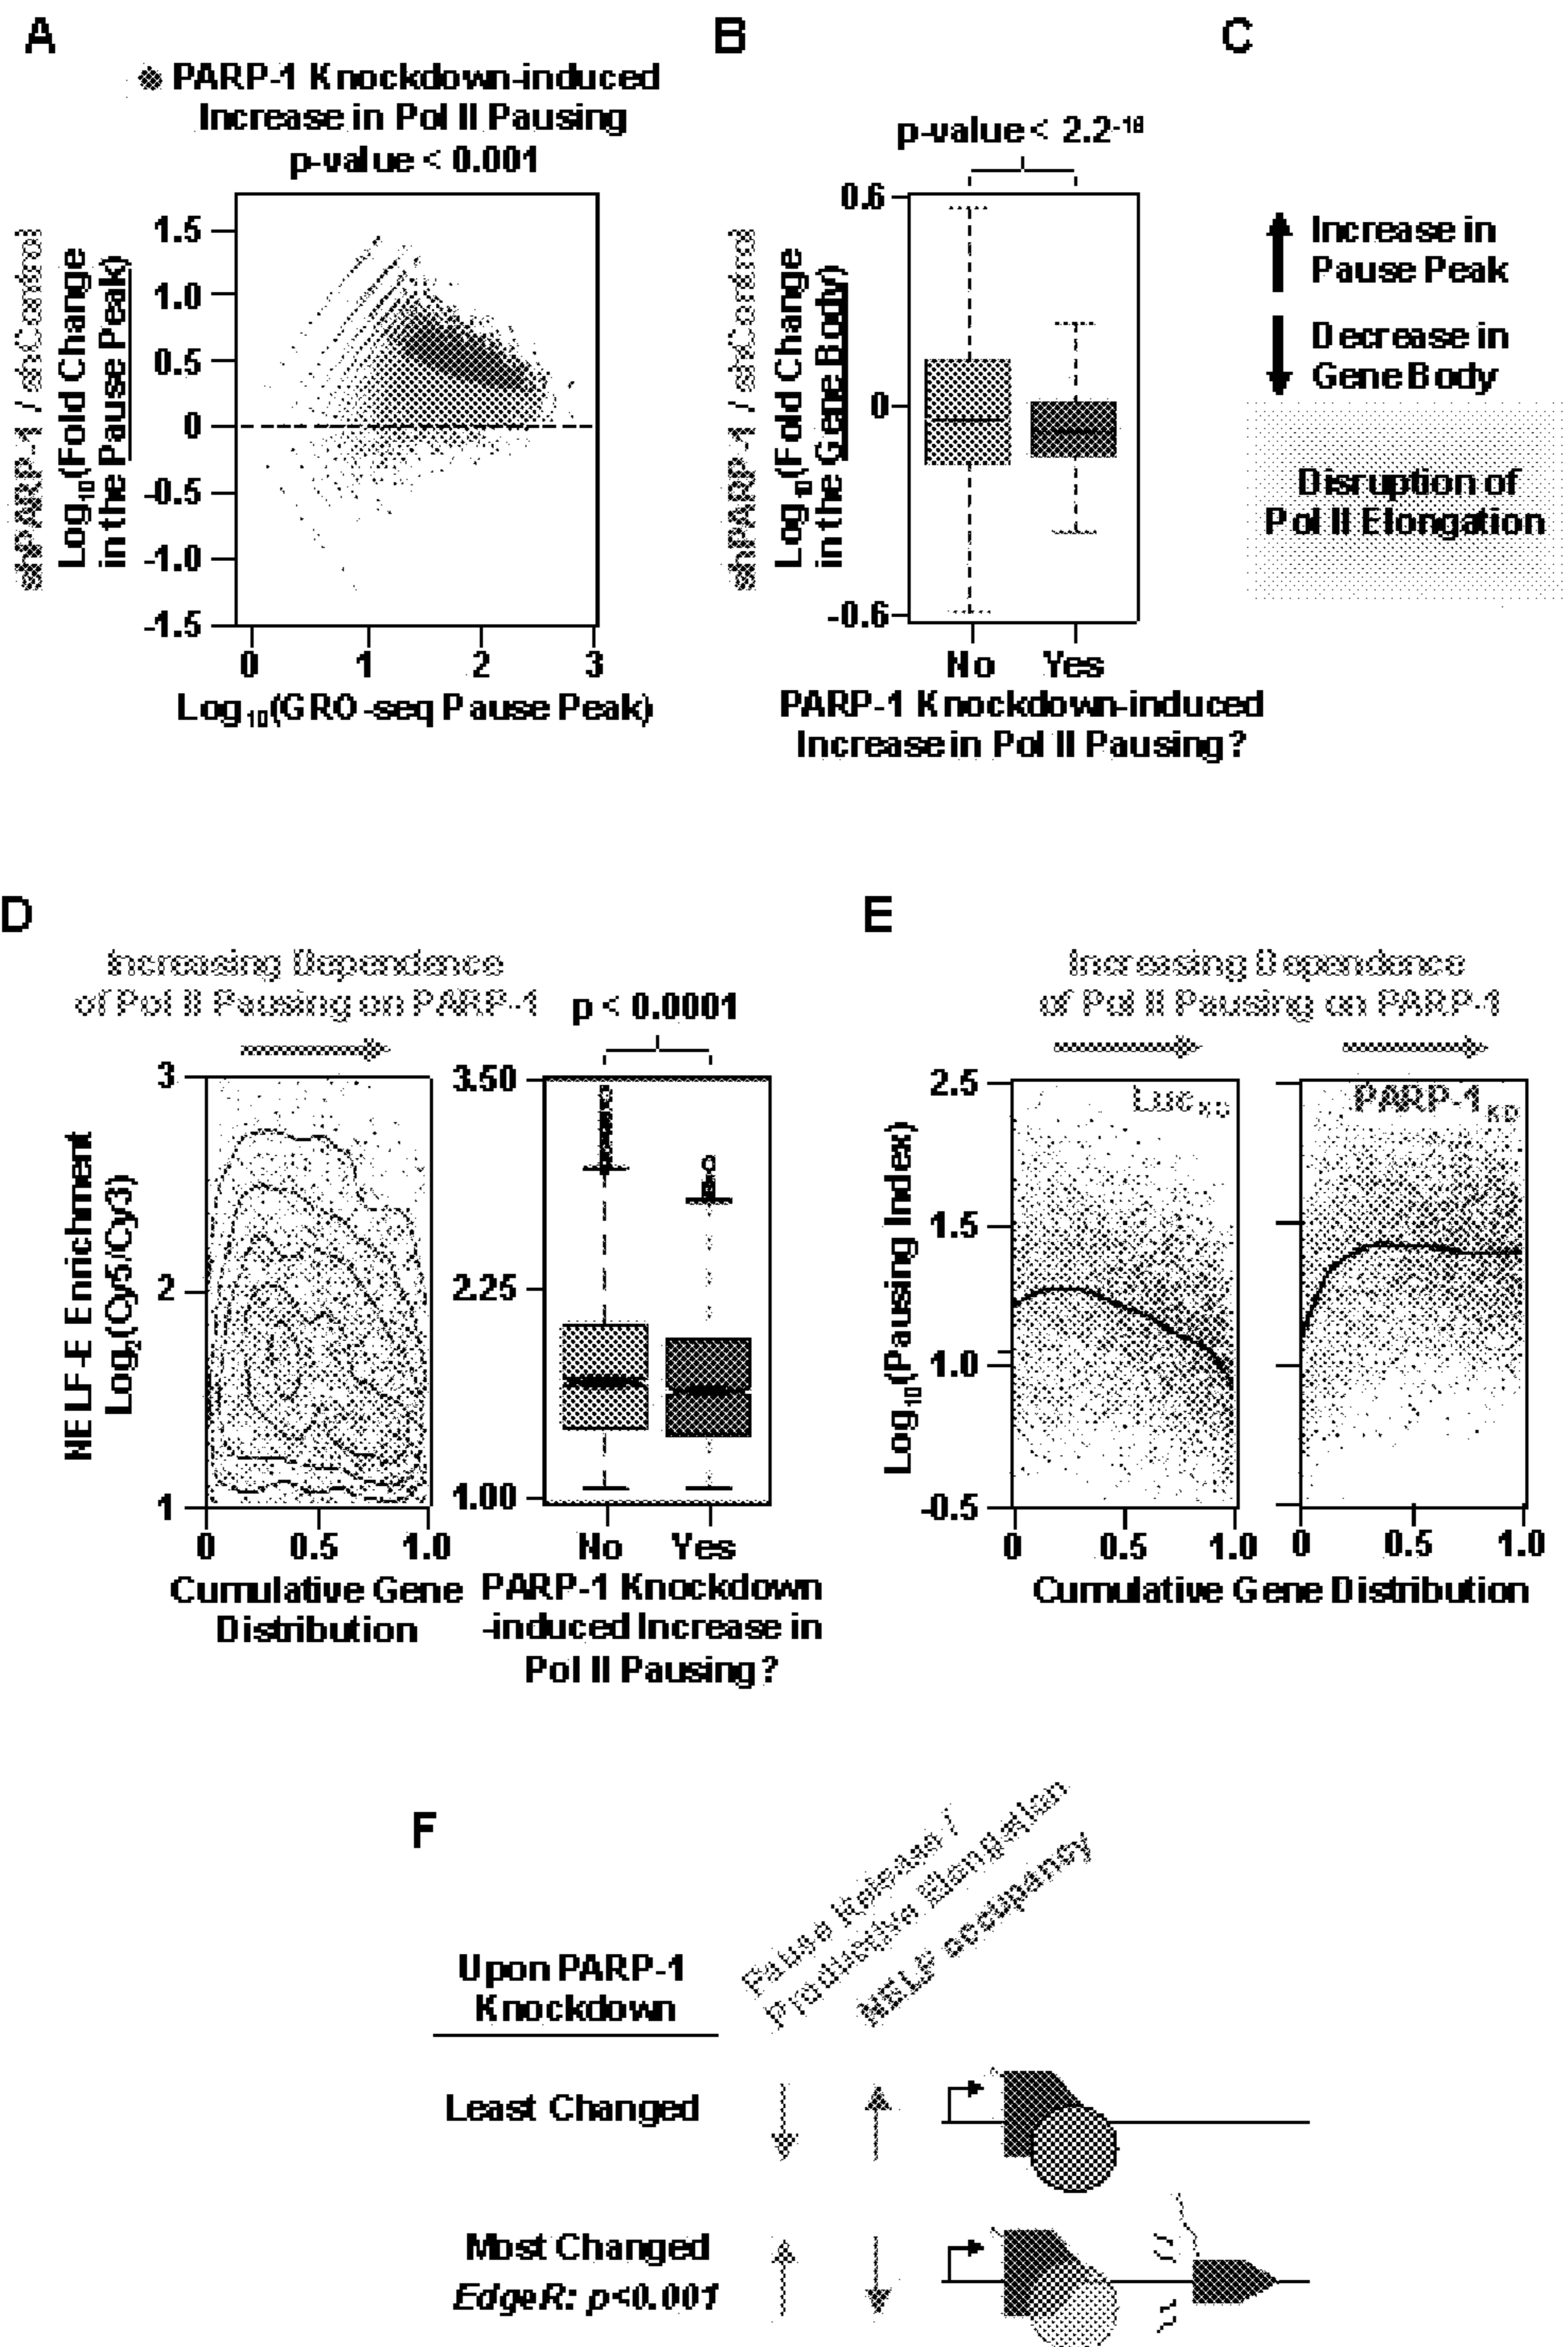 A
PARP-1 Knockdown-induced
Increase in Pol II Pausing
p-value < 0.001
shPARP-1 / shControl
Log10(Fold Change
in the Pause Peak)
1.5
1.0
0.5
0
-0.5
-1.0
-1.5
0 1 2 3
Log10(GRO-seq Pause Peak)
B
p-value < 2.2-16
shPARP-1 / shControl
Log10(Fold Change
in the Gene Body)
0.6
0
-0.6
No Yes
PARP-1 Knockdown-induced
Increase in Pol II Pausing?
C
Increase in
Pause Peak
Decrease in
Gene Body
Disruption of
Pol II Elongation
D
Increasing Dependence
of Pol II Pausing on PARP-1
NELF-E Enrichment
Log2(Cy5/Cy3)
3
2
1
0 0.5 1.0
Cumulative Gene
Distribution
p < 0.0001
3.50
2.25
1.00
No Yes
PARP-1 Knockdown
-induced Increase in
Pol II Pausing?
E
Increasing Dependence
of Pol II Pausing on PARP-1
Log10(Pausing Index)
2.5
1.5
1.0
-0.5
LucKD
PARP-1KD
0 0.5 1.0
0 0.5 1.0
Cumulative Gene Distribution
F
Pause Release /
Productive Elongation
NELF occupancy
Upon PARP-1
Knockdown
Least Changed
Most Changed
EdgeR: p<0.001